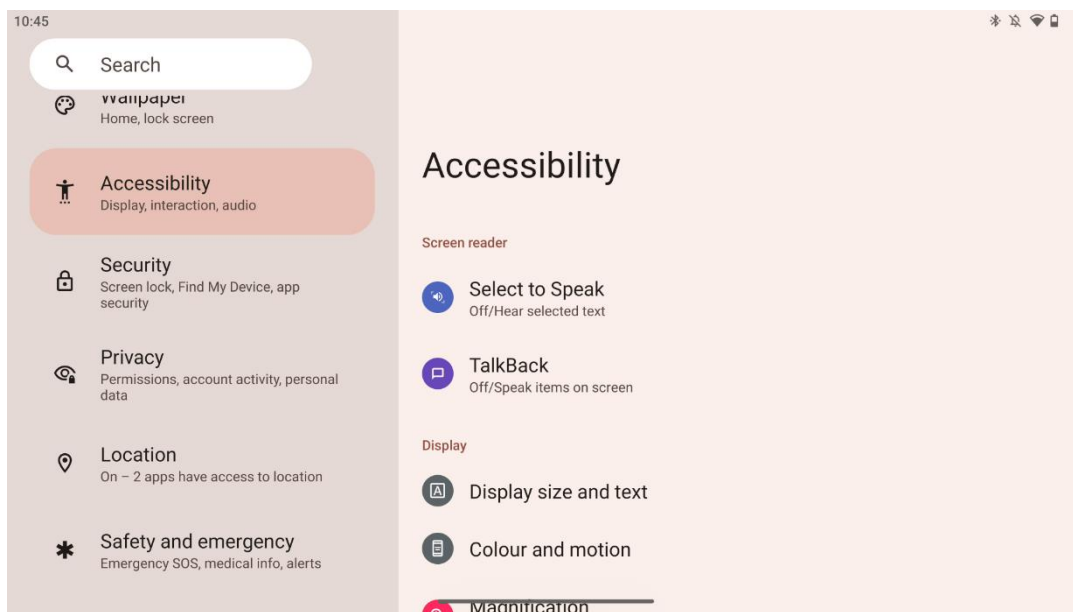 10:45
Search
Wallpaper
Home, lock screen
Accessibility
Display, interaction, audio
Security
Screen lock, Find My Device, app
security
Privacy
Permissions, account activity, personal
data
Location
On – 2 apps have access to location
Safety and emergency
Emergency SOS, medical info, alerts
Accessibility
Screen reader
Select to Speak
Off/Hear selected text
TalkBack
Off/Speak items on screen
Display
Display size and text
Colour and motion
Magnification